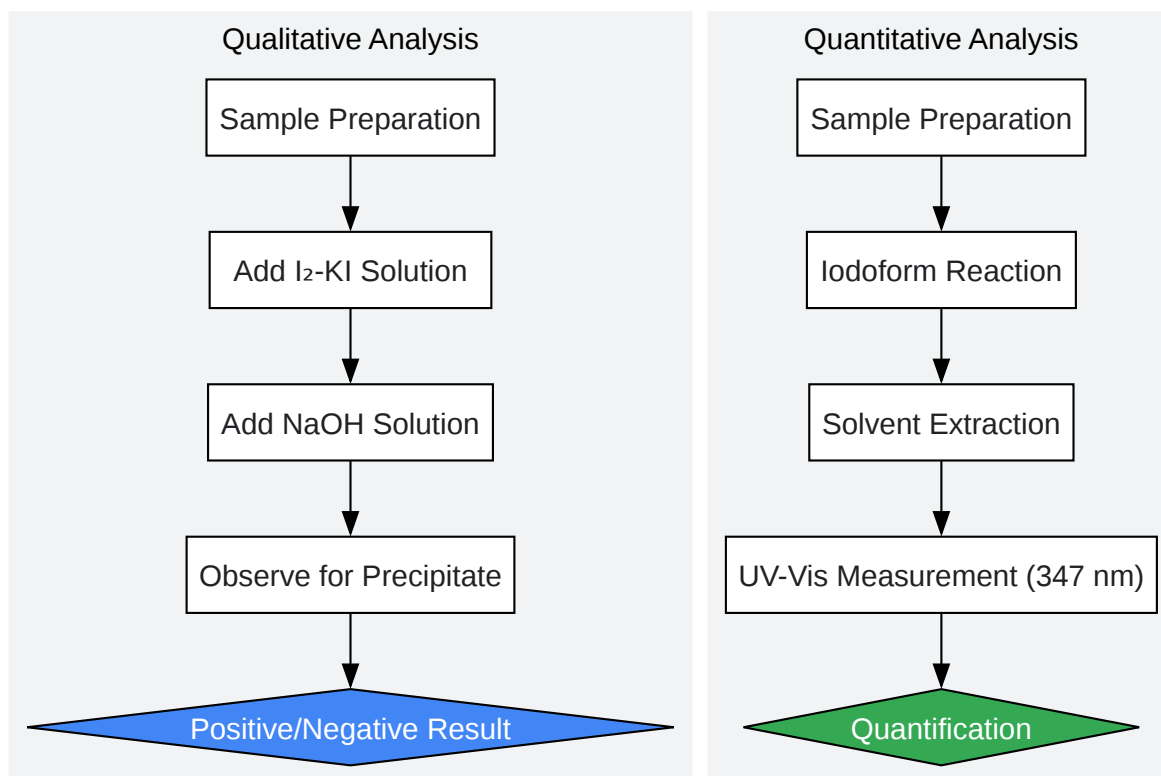 Qualitative Analysis
Sample Preparation
Add I₂-KI Solution
Add NaOH Solution
Observe for Precipitate
Positive/Negative Result
Quantitative Analysis
Sample Preparation
Iodoform Reaction
Solvent Extraction
UV-Vis Measurement (347 nm)
Quantification